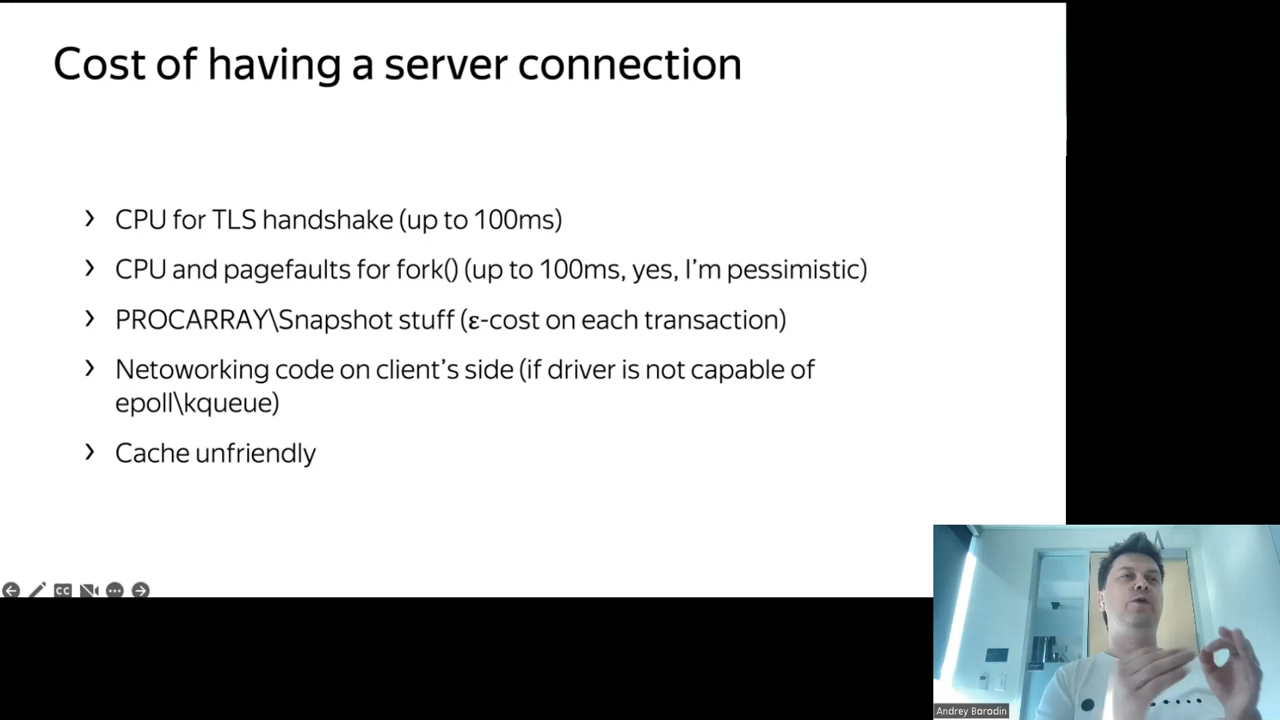 Cost of having a server connection
› CPU for TLS handshake (up to 100ms)
› CPU and pagefaults for fork() (up to 100ms, yes, I'm pessimistic)
› PROCARRAY\Snapshot stuff (ε-cost on each transaction)
› Netoworking code on client's side (if driver is not capable of
epoll\kqueue)
› Cache unfriendly
CC
Andrey Borodin